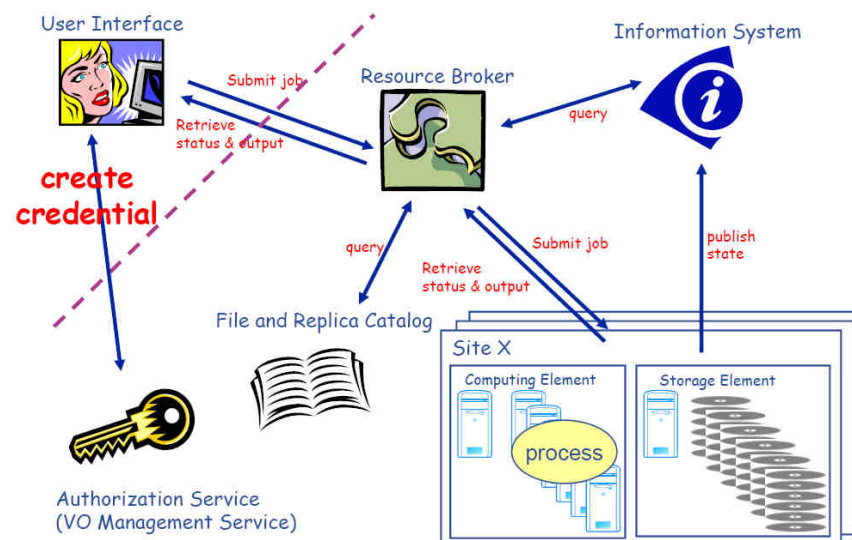 User Interface
Information System
Submit job
Resource Broker
Retrieve
status & output
query
create
credential
query
Submit job
publish
state
Retrieve
status & output
File and Replica Catalog
Site X
Computing Element
Storage Element
process
Authorization Service
(VO Management Service)